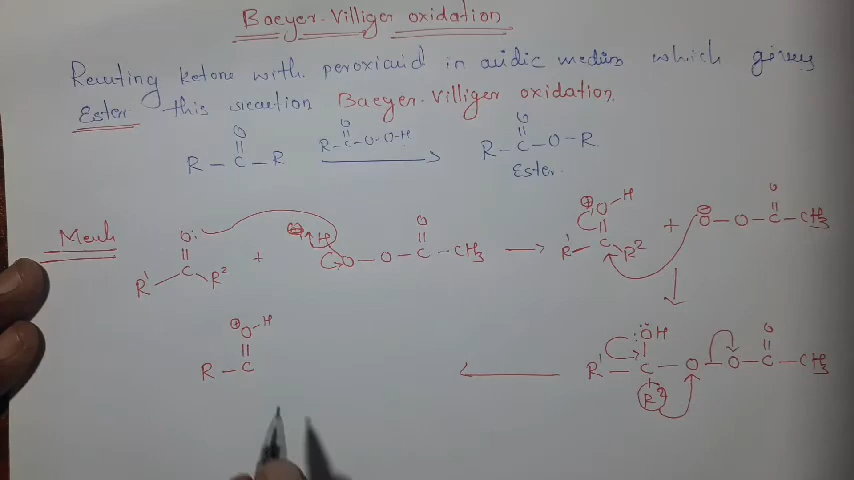 Baeyer-Villiger oxidation
Reacting ketone with peroxiacid in acidic medium which gives
Ester this reaction Baeyer-Villiger oxidation.
O O O
R - C - R R - C - O - O - H R - C - O - R
Ester.
Mech
O: H O ⊕ O H ⊖ O
R¹ C R² + O - O - C - CH3 R¹ C R² + O - O - C - CH3
⊕ O - H :ÖH O
R - C R¹ - C - O - O - C - CH3
R²